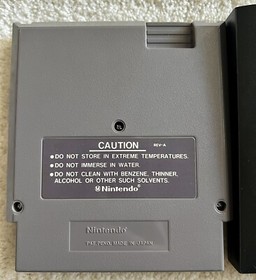 CAUTION REV-A
• DO NOT STORE IN EXTREME TEMPERATURES.
• DO NOT IMMERSE IN WATER.
• DO NOT CLEAN WITH BENZENE, THINNER,
ALCOHOL OR OTHER SUCH SOLVENTS.
Nintendo®
Nintendo®
PAT. PEND. MADE IN JAPAN